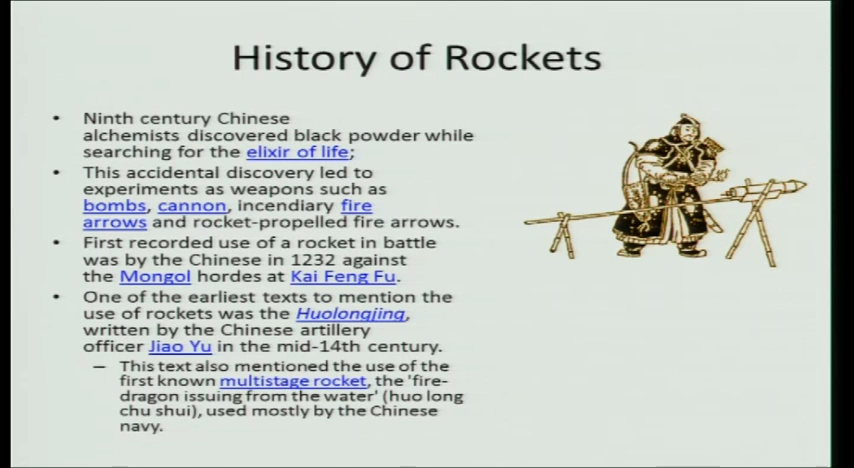 History of Rockets
• Ninth century Chinese
alchemists discovered black powder while
searching for the elixir of life;
• This accidental discovery led to
experiments as weapons such as
bombs, cannon, incendiary fire
arrows and rocket-propelled fire arrows.
• First recorded use of a rocket in battle
was by the Chinese in 1232 against
the Mongol hordes at Kai Feng Fu.
• One of the earliest texts to mention the
use of rockets was the Huolongjing,
written by the Chinese artillery
officer Jiao Yu in the mid-14th century.
– This text also mentioned the use of the
first known multistage rocket, the 'fire-
dragon issuing from the water' (huo long
chu shui), used mostly by the Chinese
navy.